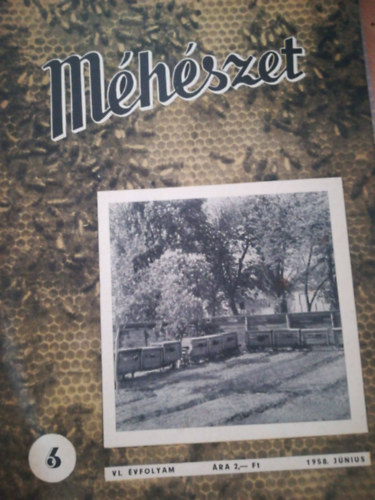 Méhészet
6
VI. ÉVFOLYAM ÁRA 2,— Ft 1958. JÚNIUS